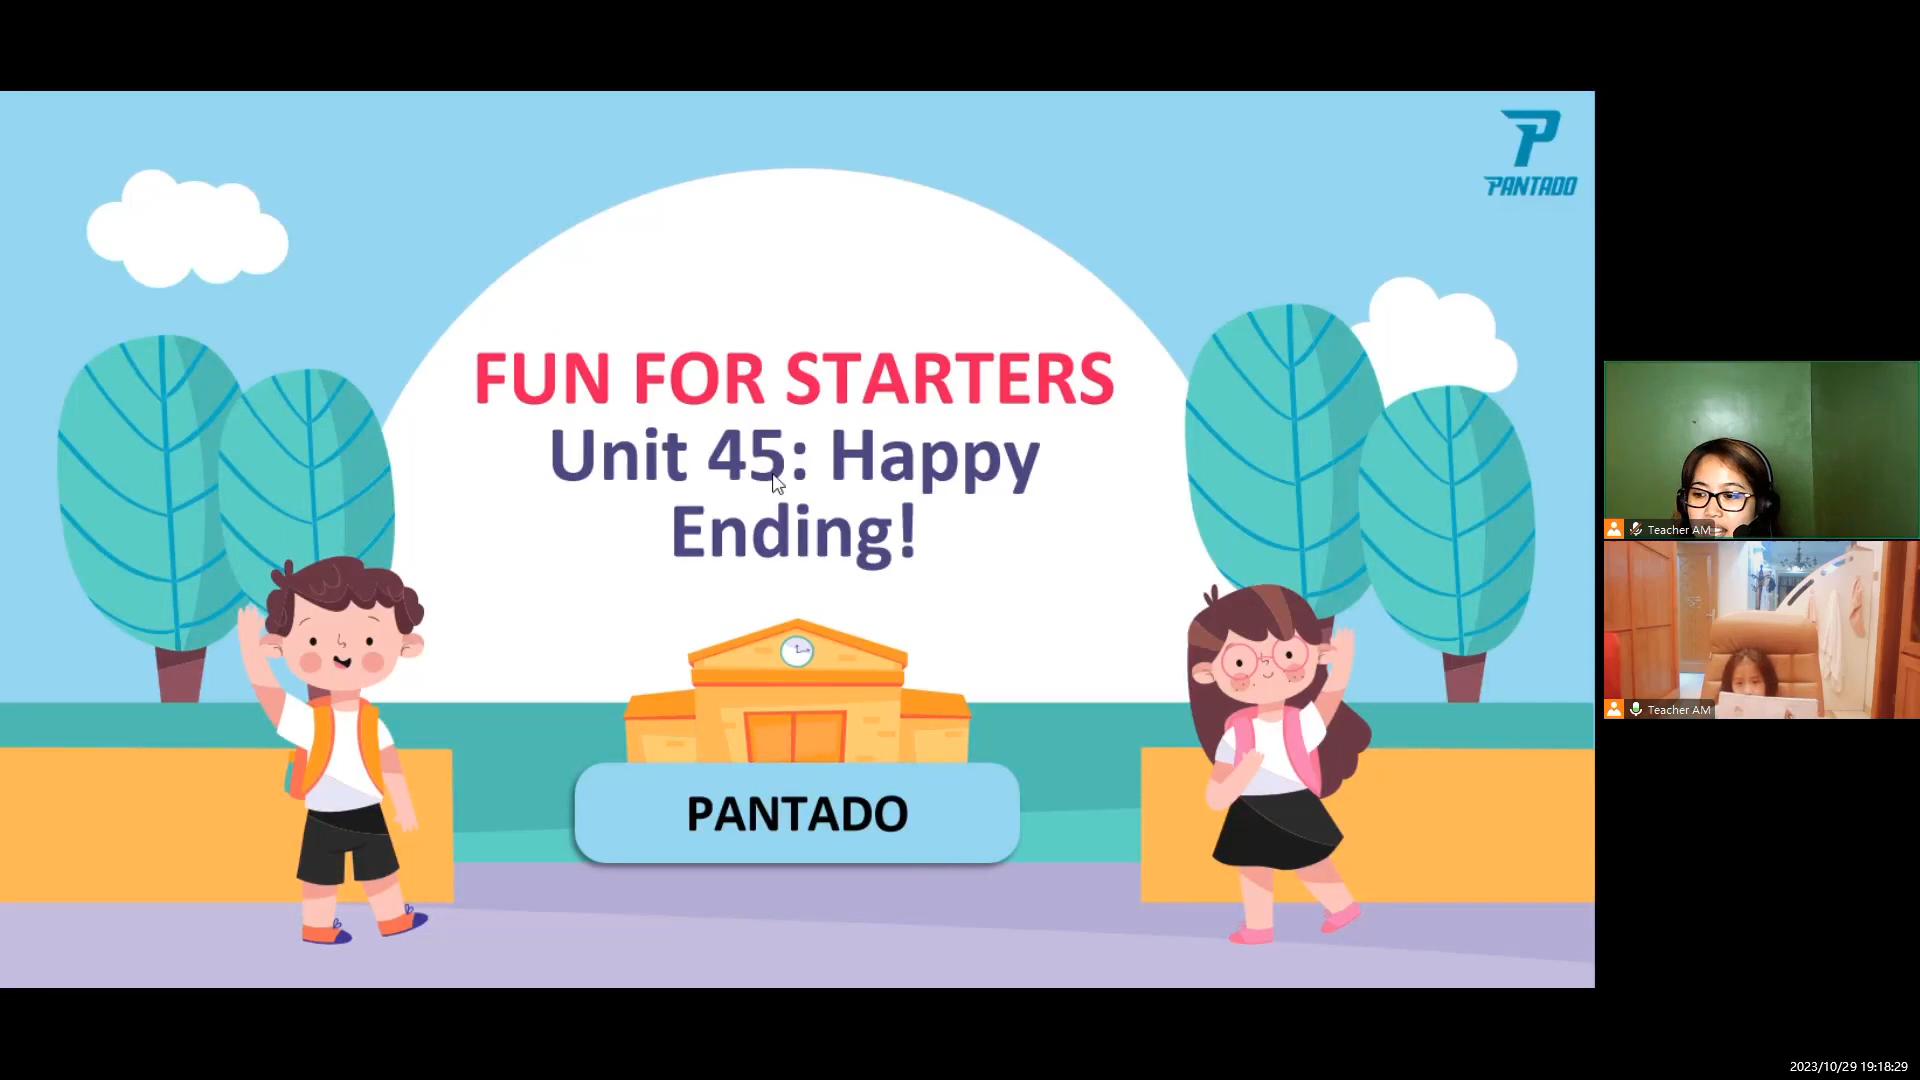 PANTADO
FUN FOR STARTERS
Unit 45: Happy
Ending!
PANTADO
Teacher AM
Teacher AM
2023/10/29 19:18:29